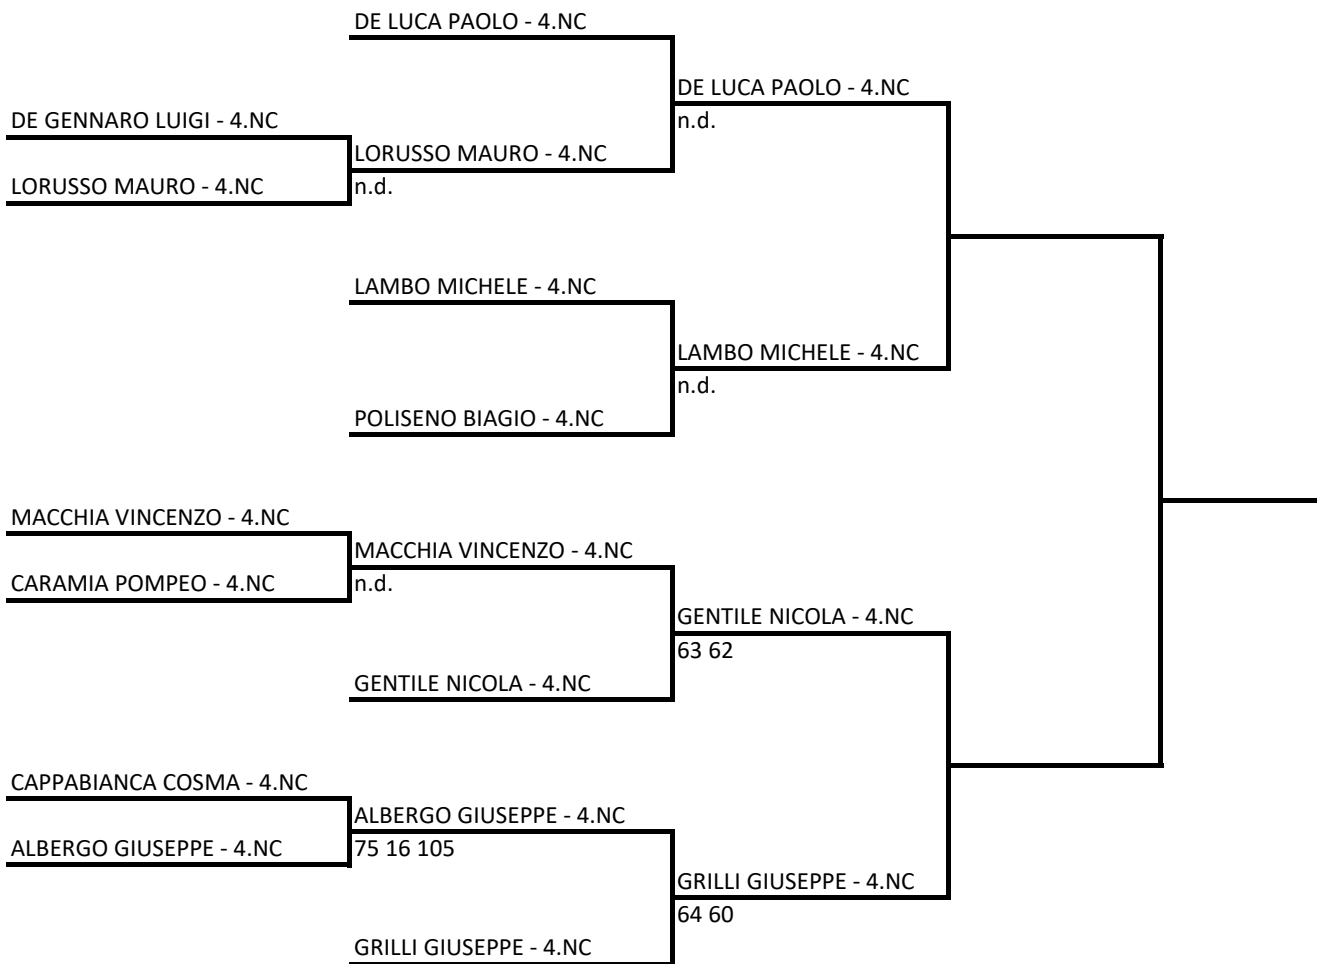 DE LUCA PAOLO - 4.NC
DE LUCA PAOLO - 4.NC
n.d.
DE GENNARO LUIGI - 4.NC
LORUSSO MAURO - 4.NC
LORUSSO MAURO - 4.NC
n.d.
LAMBO MICHELE - 4.NC
LAMBO MICHELE - 4.NC
n.d.
POLISENO BIAGIO - 4.NC
MACCHIA VINCENZO - 4.NC
MACCHIA VINCENZO - 4.NC
CARAMIA POMPEO - 4.NC
n.d.
GENTILE NICOLA - 4.NC
63 62
GENTILE NICOLA - 4.NC
CAPPABIANCA COSMA - 4.NC
ALBERGO GIUSEPPE - 4.NC
ALBERGO GIUSEPPE - 4.NC
75 16 105
GRILLI GIUSEPPE - 4.NC
64 60
GRILLI GIUSEPPE - 4.NC